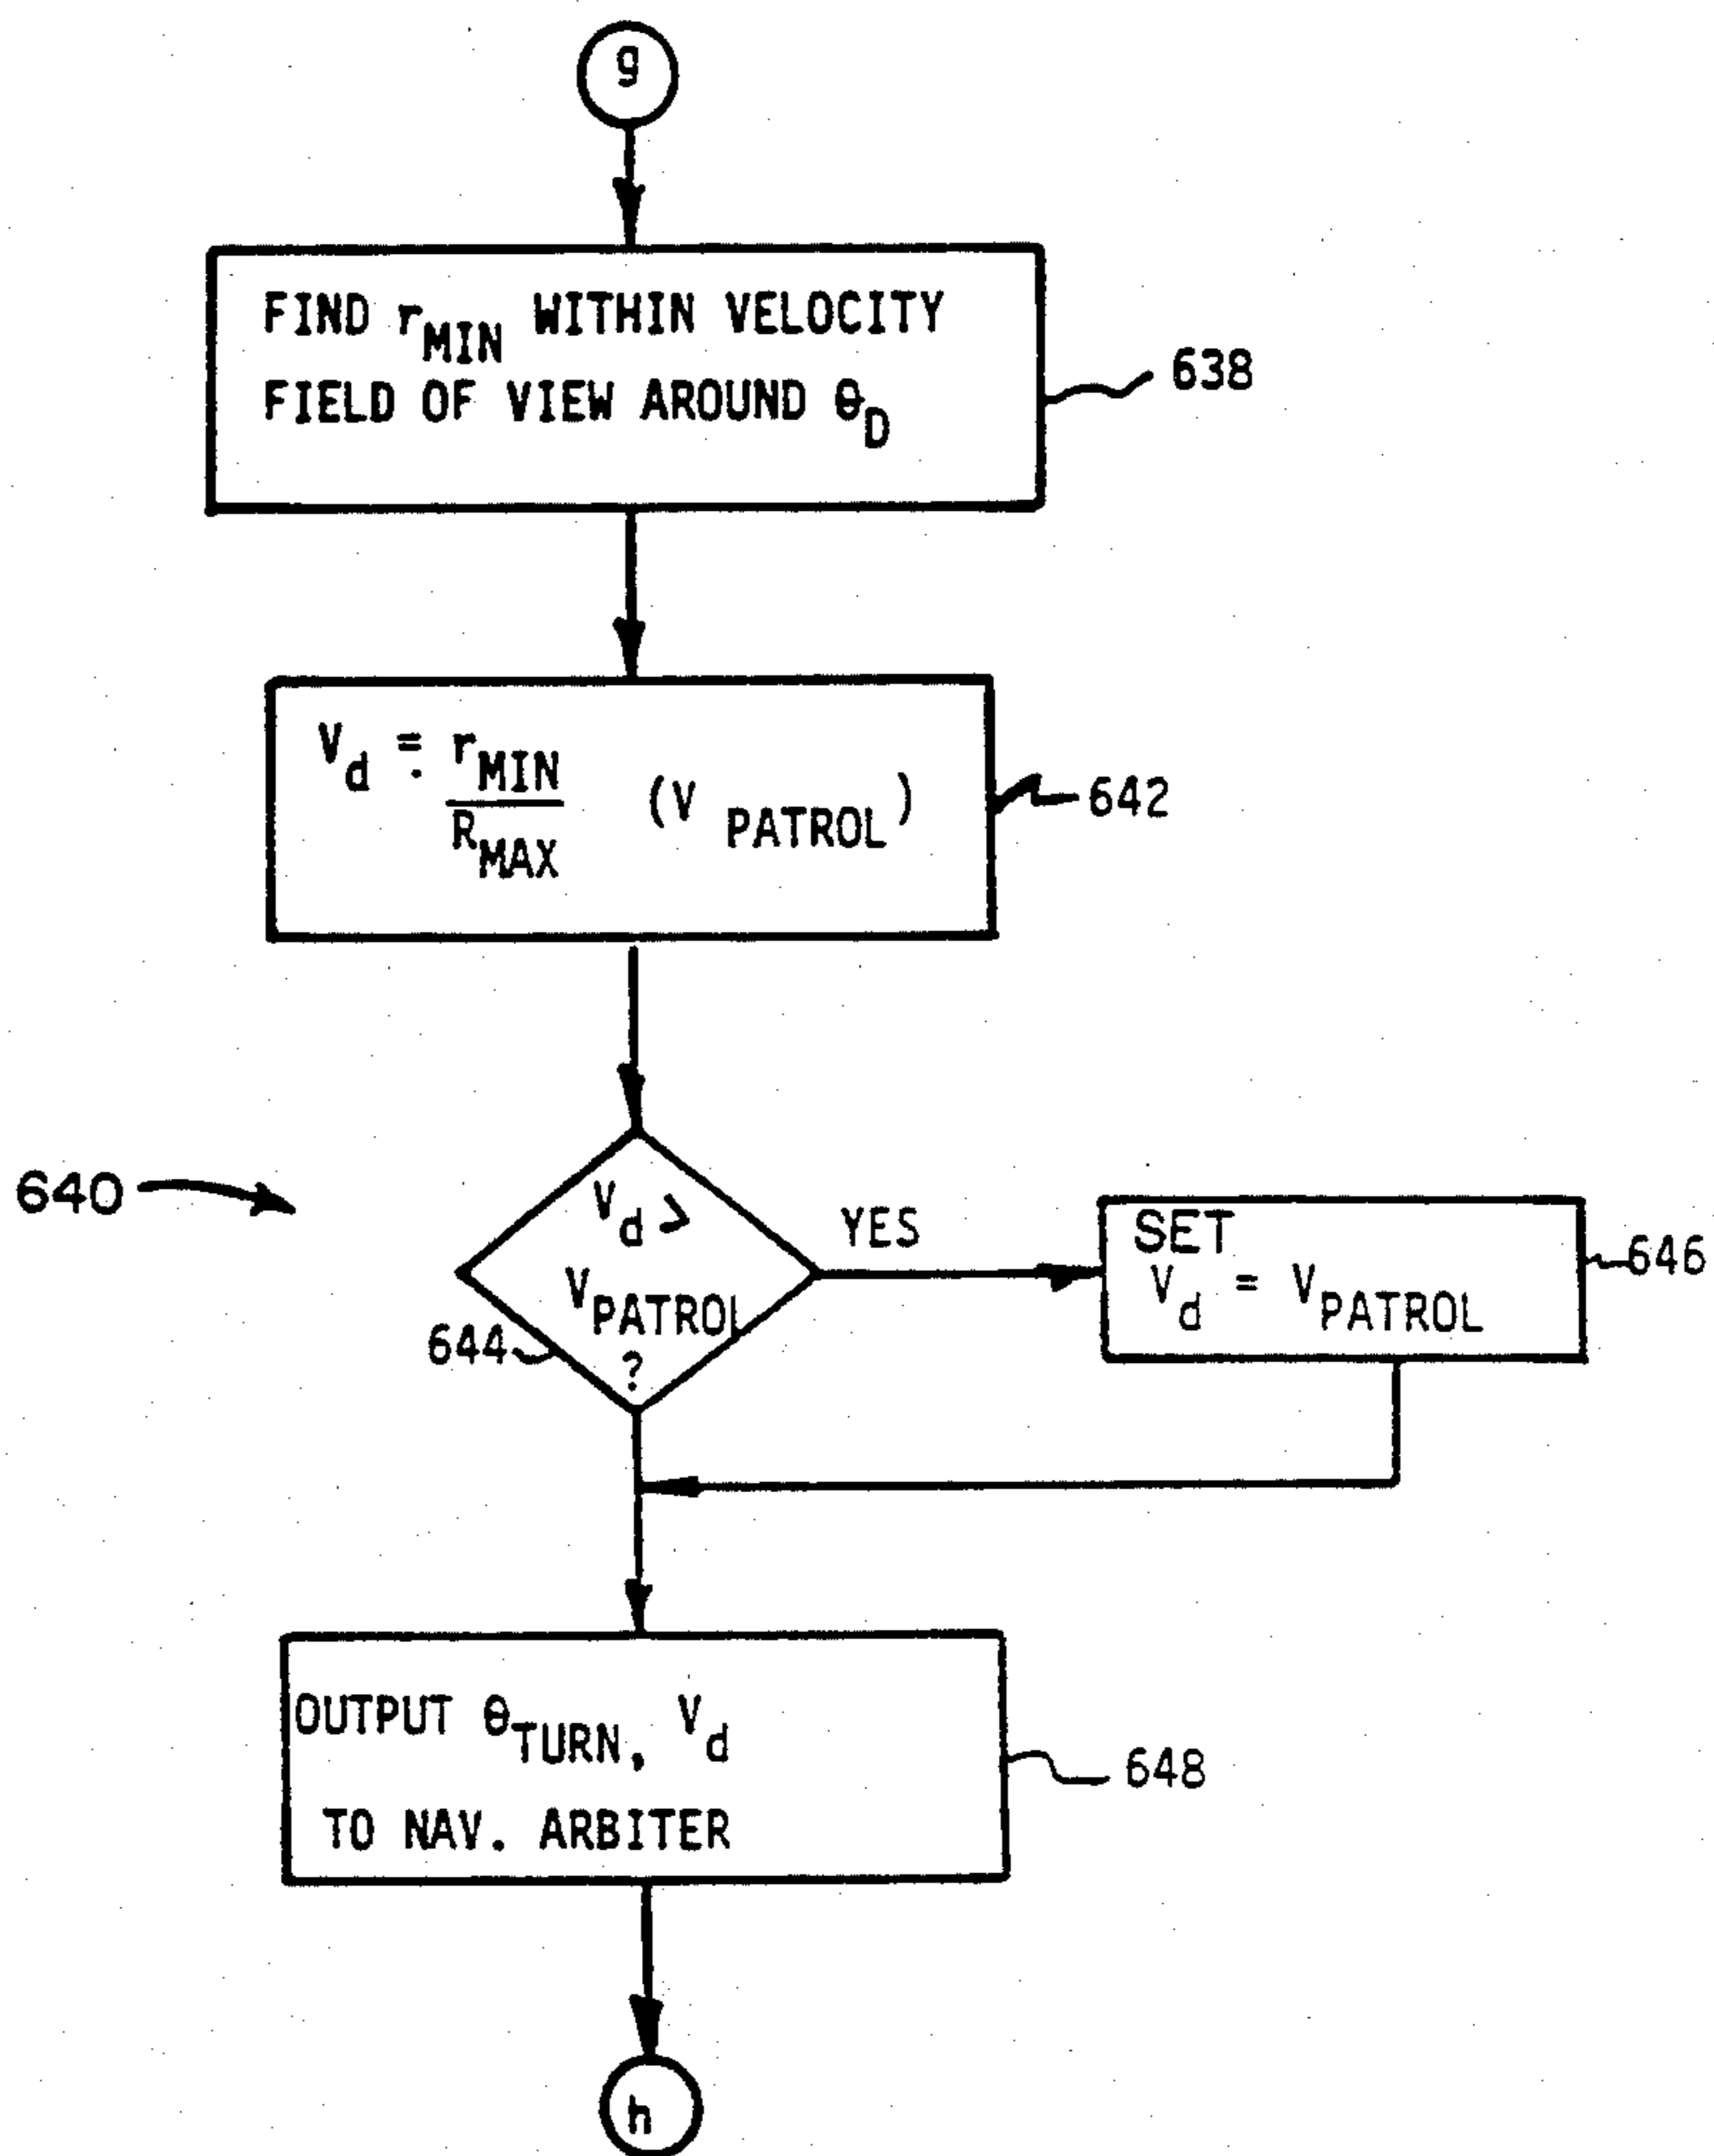 g
FIND rMIN WITHIN VELOCITY
FIELD OF VIEW AROUND θD
638
Vd = rMIN
RMAX
(V PATROL)
642
640
Vd >
VPATROL
?
644
YES
SET
Vd = VPATROL
646
OUTPUT θTURN, Vd
TO NAV. ARBITER
648
h